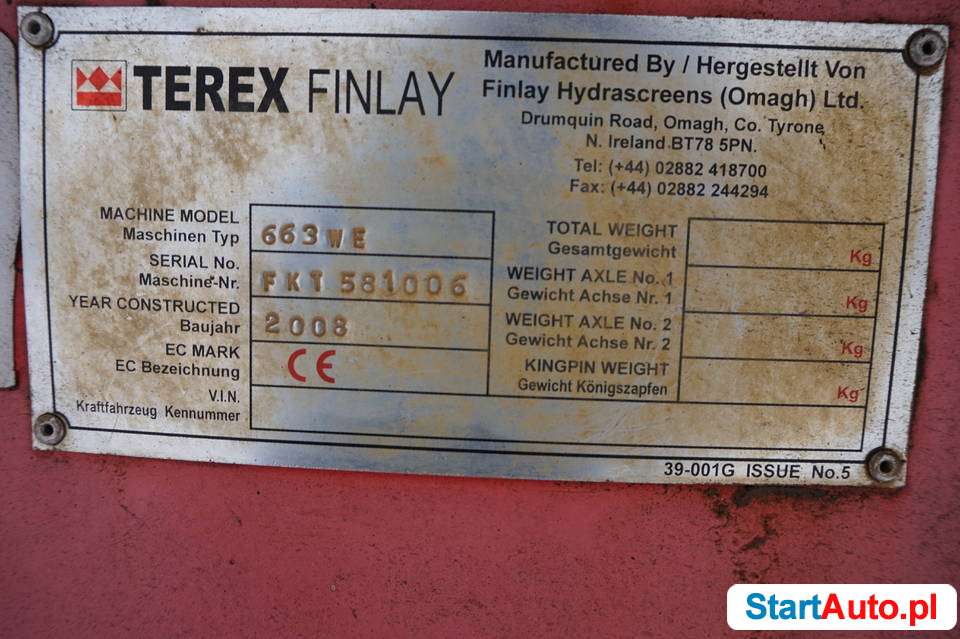 TEREX FINLAY
Manufactured By / Hergestellt Von
Finlay Hydrascreens (Omagh) Ltd.
Drumquin Road, Omagh, Co. Tyrone,
N. Ireland BT78 5PN.
Tel: (+44) 02882 418700
Fax: (+44) 02882 244294
MACHINE MODEL
Maschinen Typ
663WE
SERIAL No.
Maschine-Nr.
FKT 581006
YEAR CONSTRUCTED
Baujahr
2008
EC MARK
EC Bezeichnung
CE
V.I.N.
Kraftfahrzeug Kennummer
TOTAL WEIGHT
Gesamtgewicht
Kg
WEIGHT AXLE No. 1
Gewicht Achse Nr. 1
Kg
WEIGHT AXLE No. 2
Gewicht Achse Nr. 2
Kg
KINGPIN WEIGHT
Gewicht Königszapfen
Kg
39-001G ISSUE No.5
StartAuto.pl